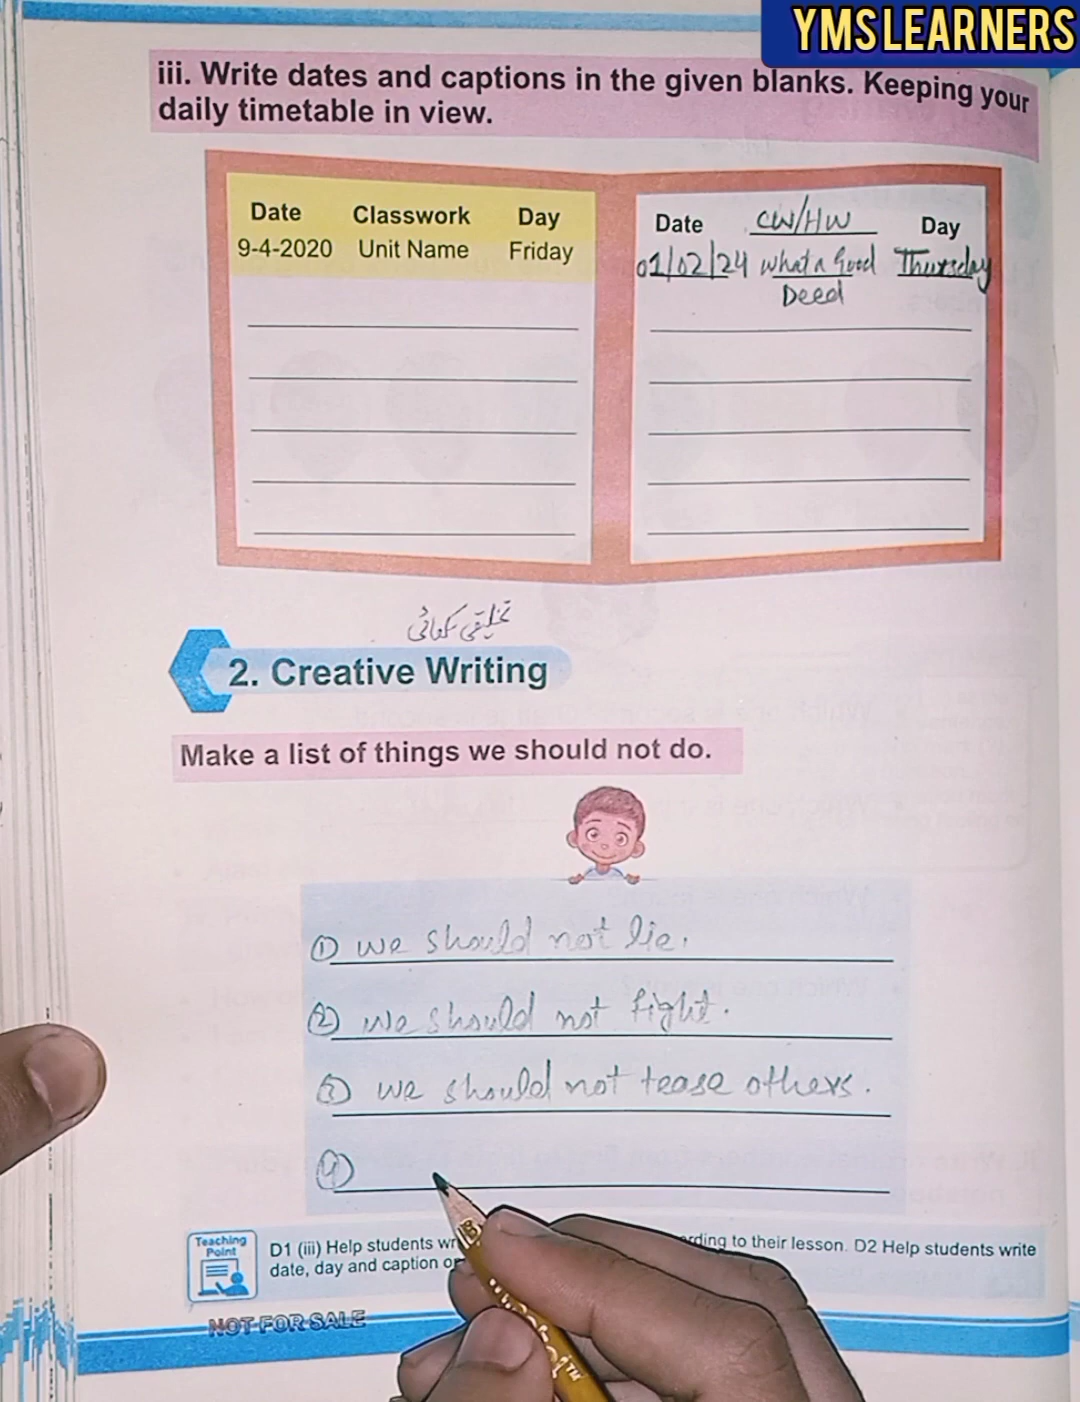 YMS LEARNERS
iii. Write dates and captions in the given blanks. Keeping your
daily timetable in view.
Date Classwork Day
9-4-2020 Unit Name Friday
Date CW/HW Day
01/02/24 What a Good Thursday
Deed
تخلیقی لکھائی
2. Creative Writing
Make a list of things we should not do.
① we should not lie.
② we should not fight.
③ we should not tease others.
④
Teaching
Point
D1 (iii) Help students wr rding to their lesson. D2 Help students write
date, day and caption o
NOT FOR SALE